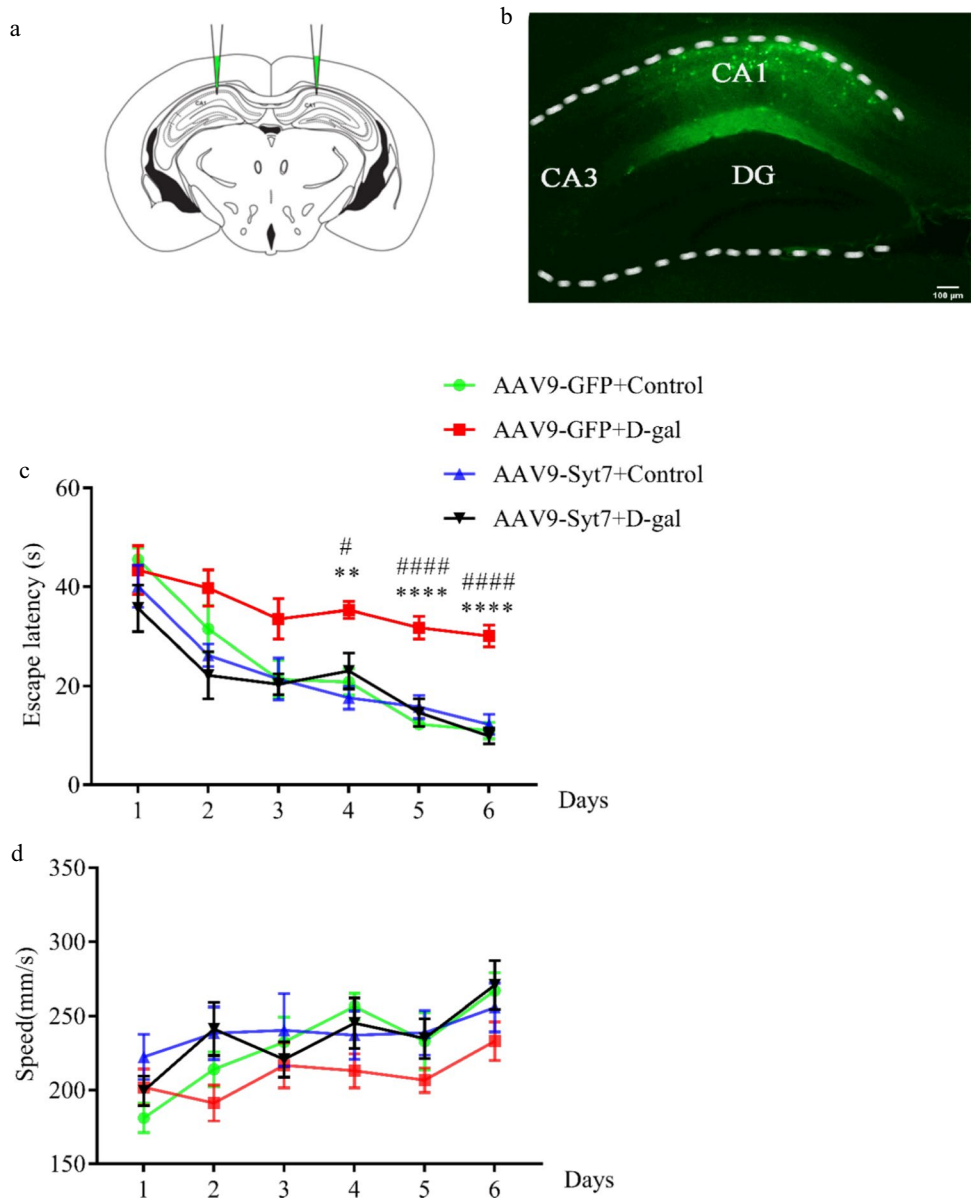 a
CA1
CA1
b
CA1
CA3
DG
100 µm
AAV9-GFP+Control
AAV9-GFP+D-gal
AAV9-Syt7+Control
AAV9-Syt7+D-gal
c
Escape latency (s)
60
40
20
0
#
**
####
****
####
****
1 2 3 4 5 6
Days
d
Speed(mm/s)
350
300
250
200
150
1 2 3 4 5 6
Days